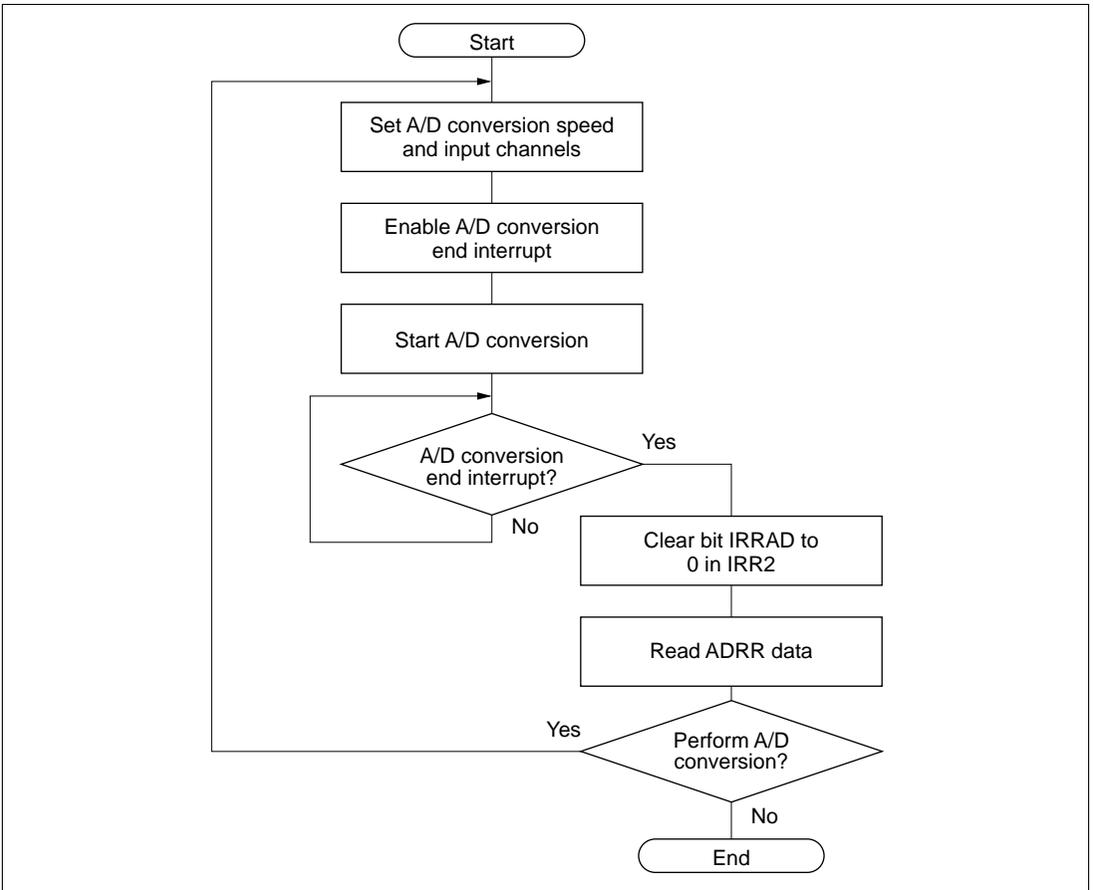 Start
Set A/D conversion speed
and input channels
Enable A/D conversion
end interrupt
Start A/D conversion
A/D conversion
end interrupt?
Yes
No
Clear bit IRRAD to
0 in IRR2
Read ADRR data
Perform A/D
conversion?
Yes
No
End